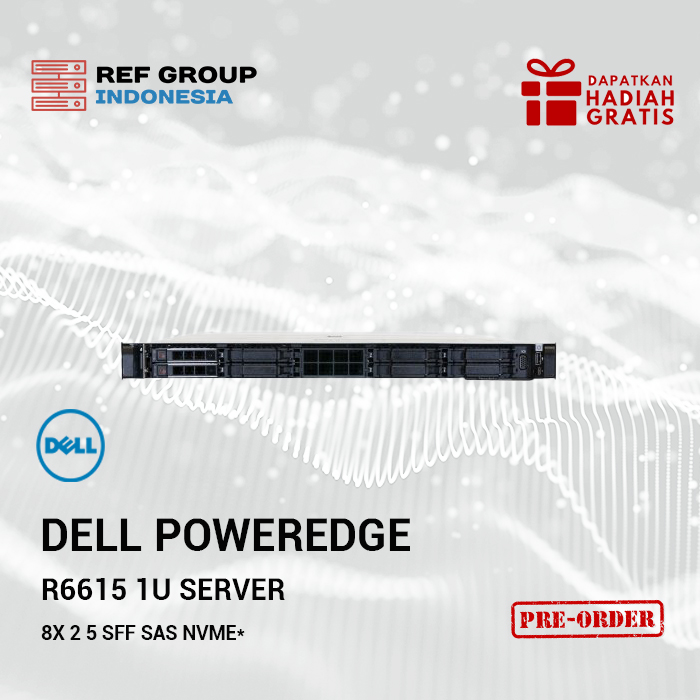 REF GROUP
INDONESIA
DAPATKAN
HADIAH
GRATIS
DELL
DELL POWEREDGE
R6615 1U SERVER
8X 2 5 SFF SAS NVME*
PRE-ORDER